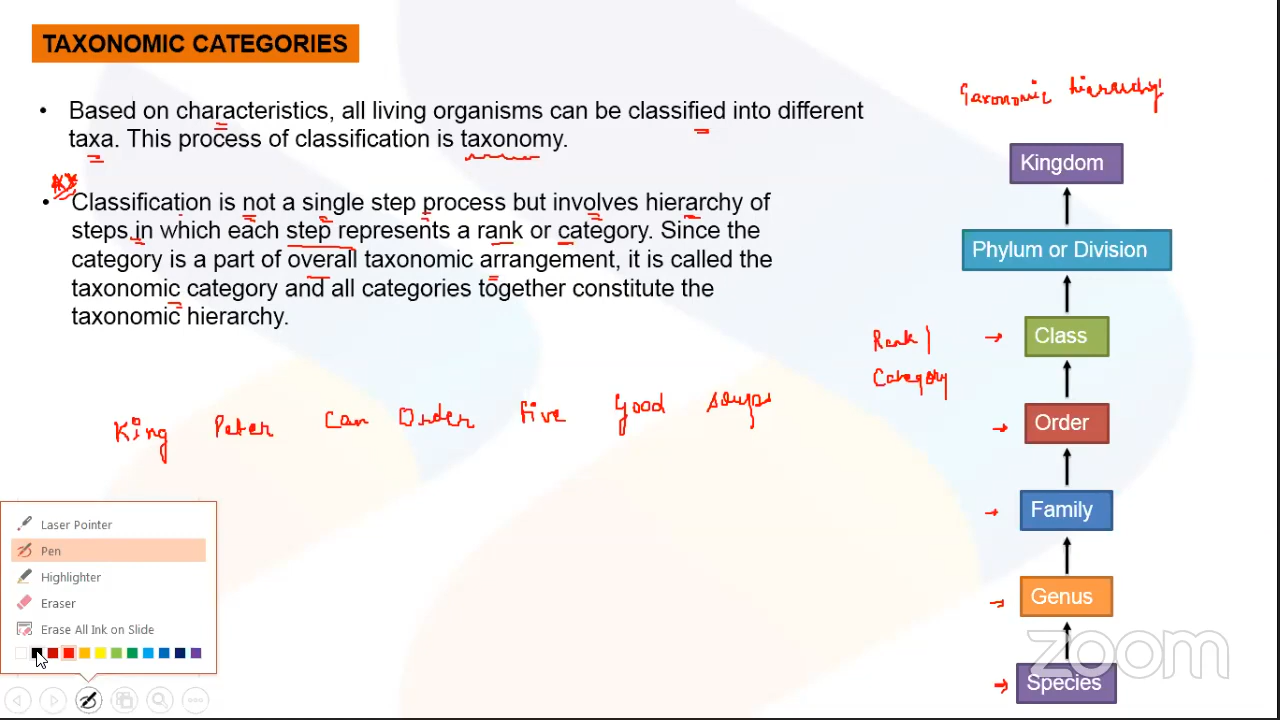 TAXONOMIC CATEGORIES
• Based on characteristics, all living organisms can be classified into different
taxa. This process of classification is taxonomy.
• Classification is not a single step process but involves hierarchy of
steps in which each step represents a rank or category. Since the
category is a part of overall taxonomic arrangement, it is called the
taxonomic category and all categories together constitute the
taxonomic hierarchy.
King Peter Can Order Five Good Soups
Taxonomic hierarchy
Kingdom
Phylum or Division
Class
Rank /
Category
Order
Family
Genus
Species
zoom
Laser Pointer
Pen
Highlighter
Eraser
Erase All Ink on Slide